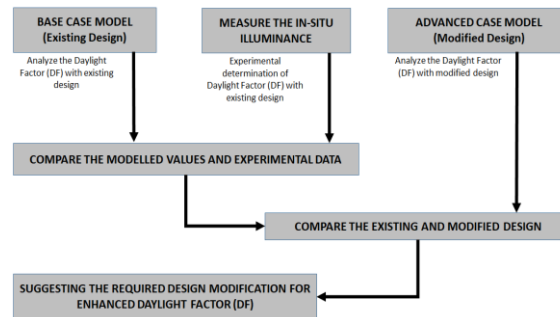 BASE CASE MODEL
(Existing Design)
Analyze the Daylight
Factor (DF) with existing
design
MEASURE THE IN-SITU
ILLUMINANCE
Experimental
determination of
Daylight Factor (DF) with
existing design
ADVANCED CASE MODEL
(Modified Design)
Analyze the Daylight Factor
(DF) with modified design
COMPARE THE MODELLED VALUES AND EXPERIMENTAL DATA
COMPARE THE EXISTING AND MODIFIED DESIGN
SUGGESTING THE REQUIRED DESIGN MODIFICATION FOR
ENHANCED DAYLIGHT FACTOR (DF)